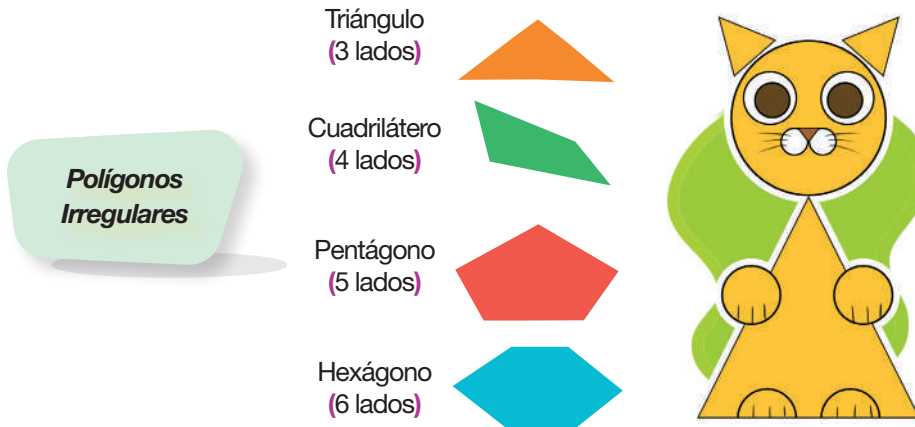 Polígonos
Irregulares
Triángulo
(3 lados)
Cuadrilátero
(4 lados)
Pentágono
(5 lados)
Hexágono
(6 lados)